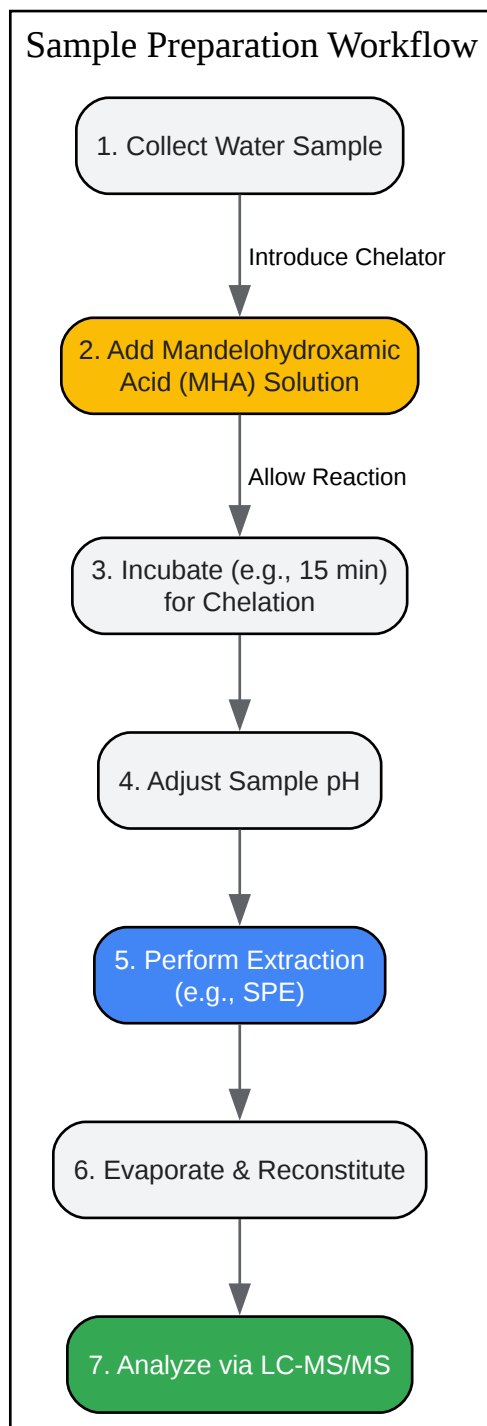 Sample Preparation Workflow
1. Collect Water Sample
Introduce Chelator
2. Add Mandelohydroxamic
Acid (MHA) Solution
Allow Reaction
3. Incubate (e.g., 15 min)
for Chelation
4. Adjust Sample pH
5. Perform Extraction
(e.g., SPE)
6. Evaporate & Reconstitute
7. Analyze via LC-MS/MS